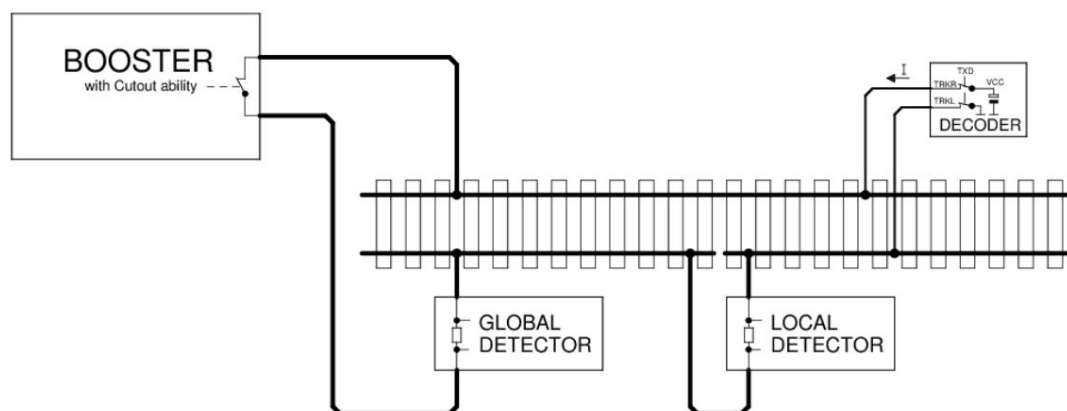 BOOSTER
with Cutout ability
I
TXD
TRKR
VCC
TRKL
DECODER
GLOBAL
DETECTOR
LOCAL
DETECTOR